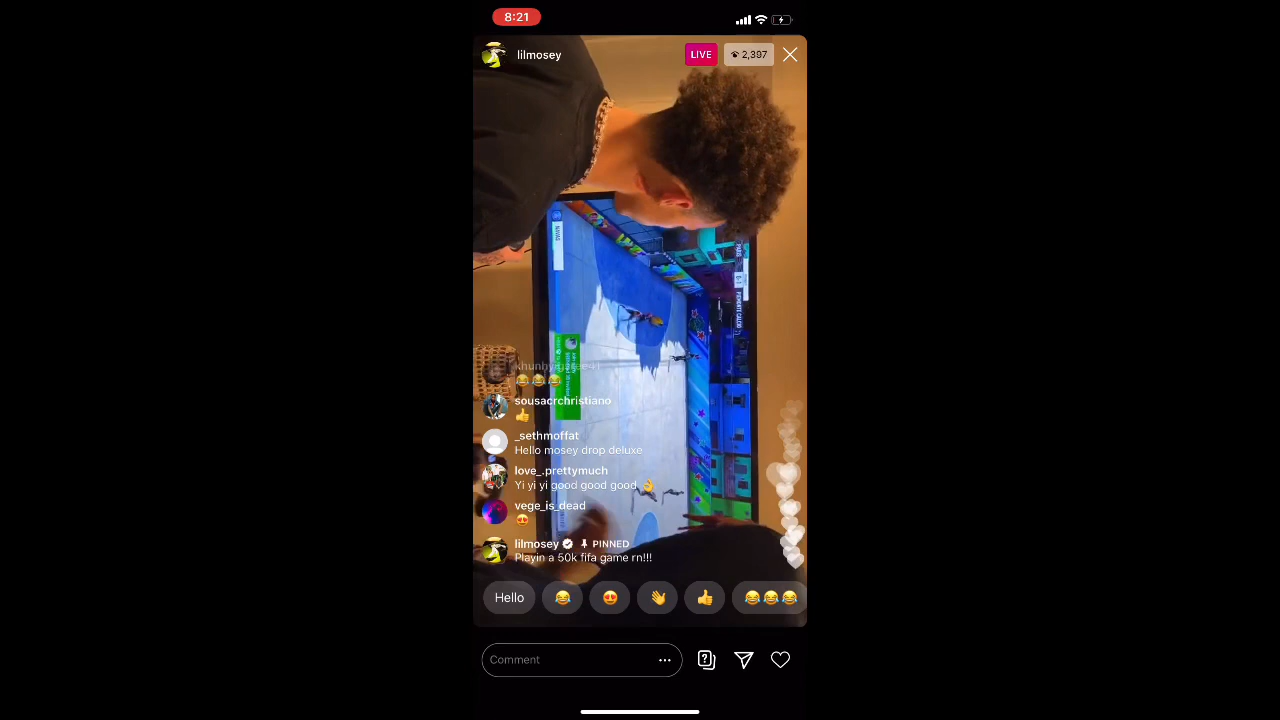 8:21
lilmosey
LIVE
2,397
khunhyandee41
😂😂😂
sousacrchristiano
👍
_sethmoffat
Hello mosey drop deluxe
love_.prettymuch
Yi yi yi good good good 👌
vege_is_dead
😍
lilmosey PINNED
Playin a 50k fifa game rn!!!
Hello 😂 😍 👋 👍 😂😂😂
Comment